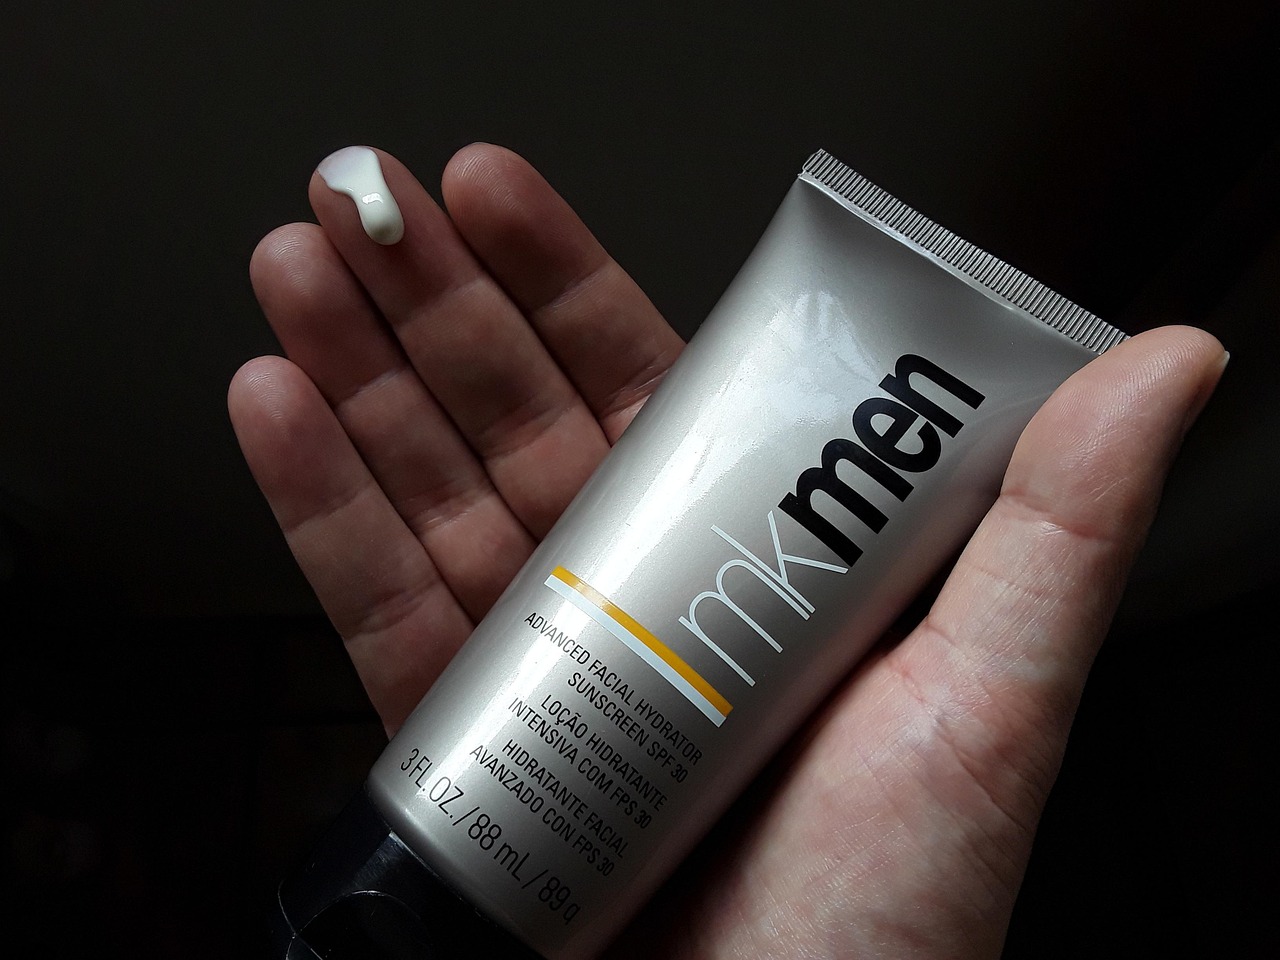 mkmen
ADVANCED FACIAL HYDRATOR
SUNSCREEN SPF 30
LOÇÃO HIDRATANTE
INTENSIVA COM FPS 30
HIDRATANTE FACIAL
AVANZADO CON FPS 30
3 FL. OZ. / 88 mL / 89 g